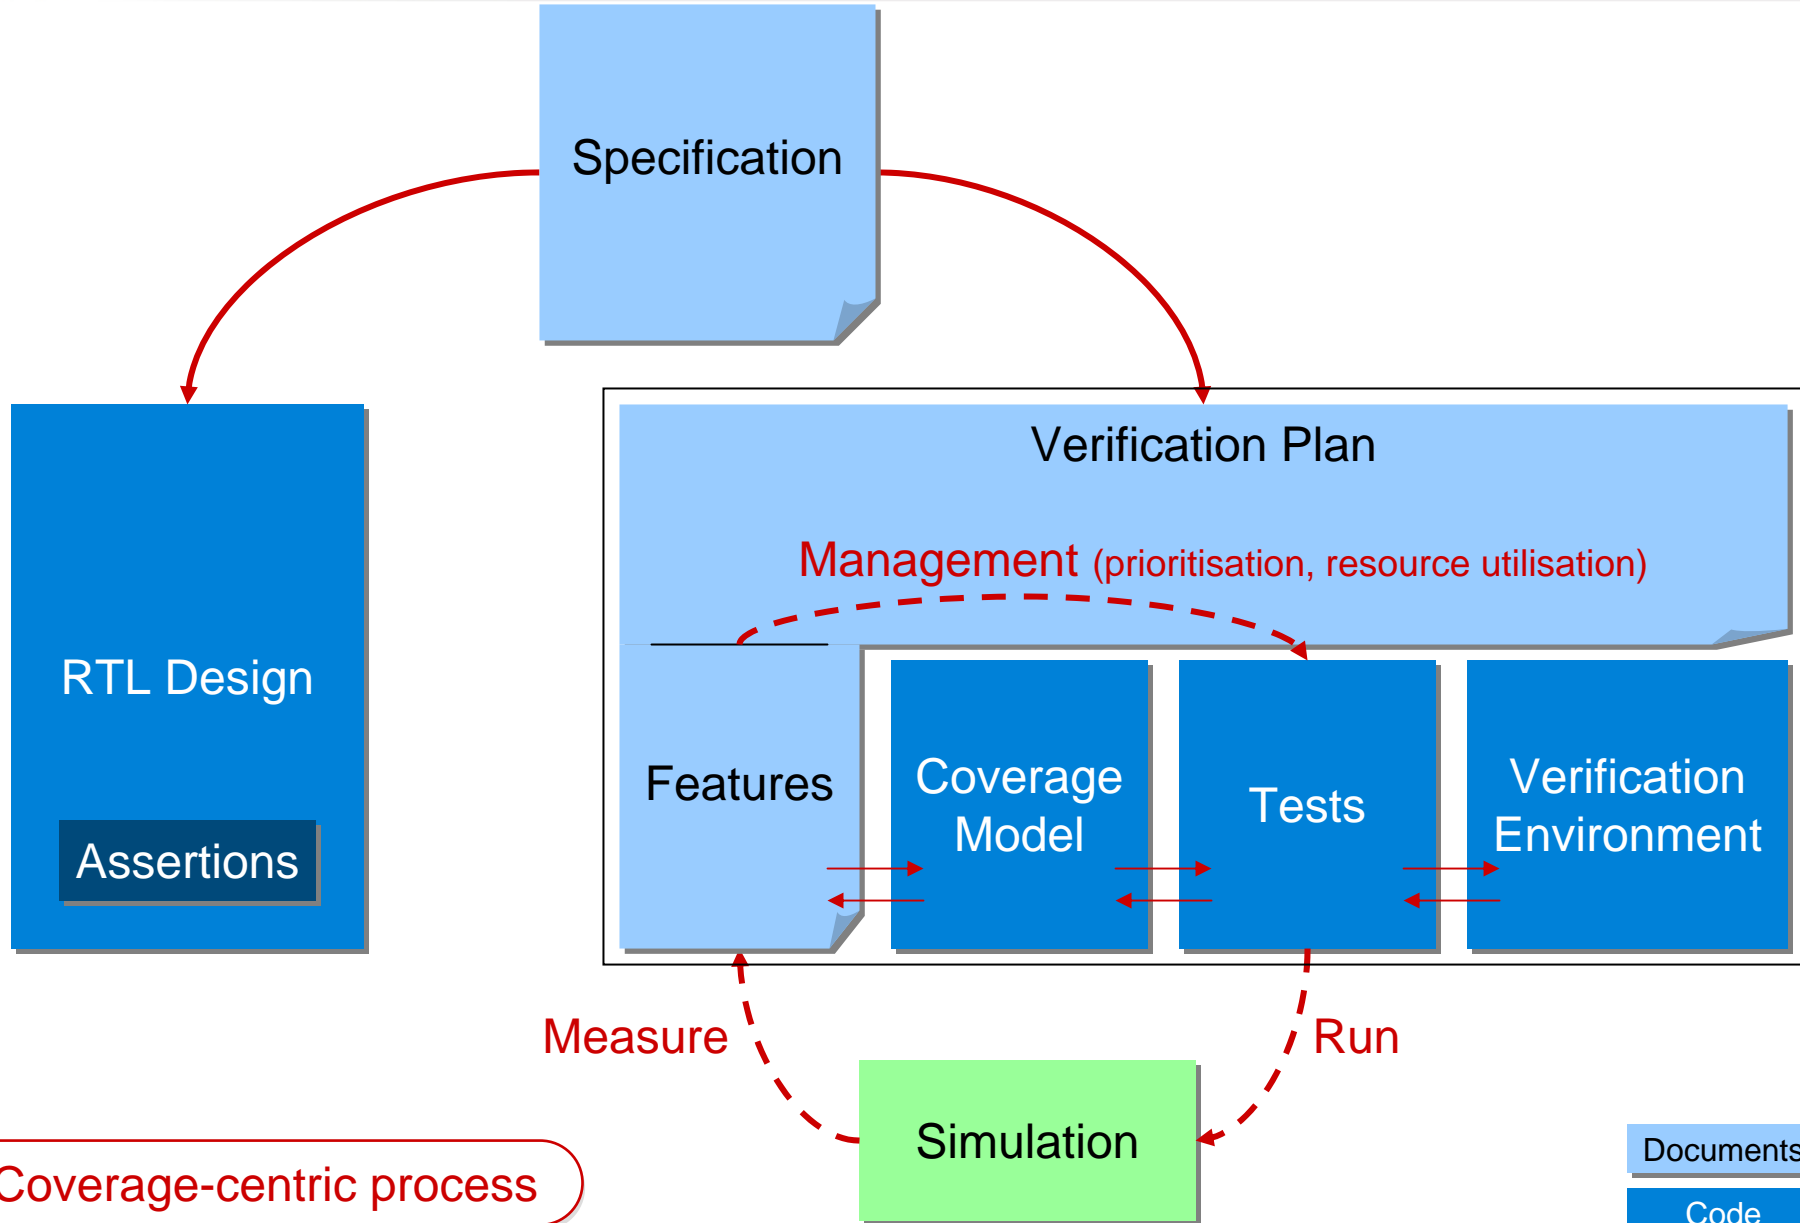 Specification
Verification Plan
Management (prioritisation, resource utilisation)
RTL Design
Assertions
Features
Coverage
Model
Tests
Verification
Environment
Measure
Run
Simulation
Coverage-centric process
Documents
Code